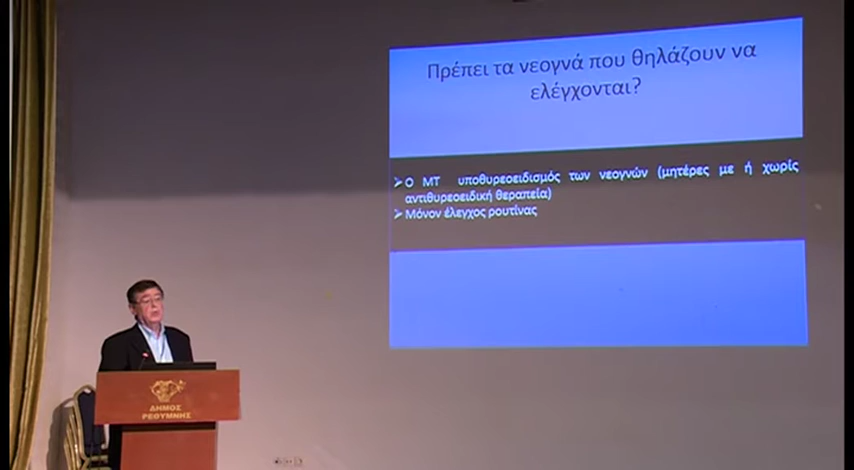 Πρέπει τα νεογνά που θηλάζουν να
ελέγχονται?
➢Ο ΜΤ υποθυρεοειδισμός των νεογνών (μητέρες με ή χωρίς
αντιθυρεοειδική θεραπεία)
➢Μόνον έλεγχος ρουτίνας
ΔΗΜΟΣ
ΡΕΘΥΜΝΗΣ